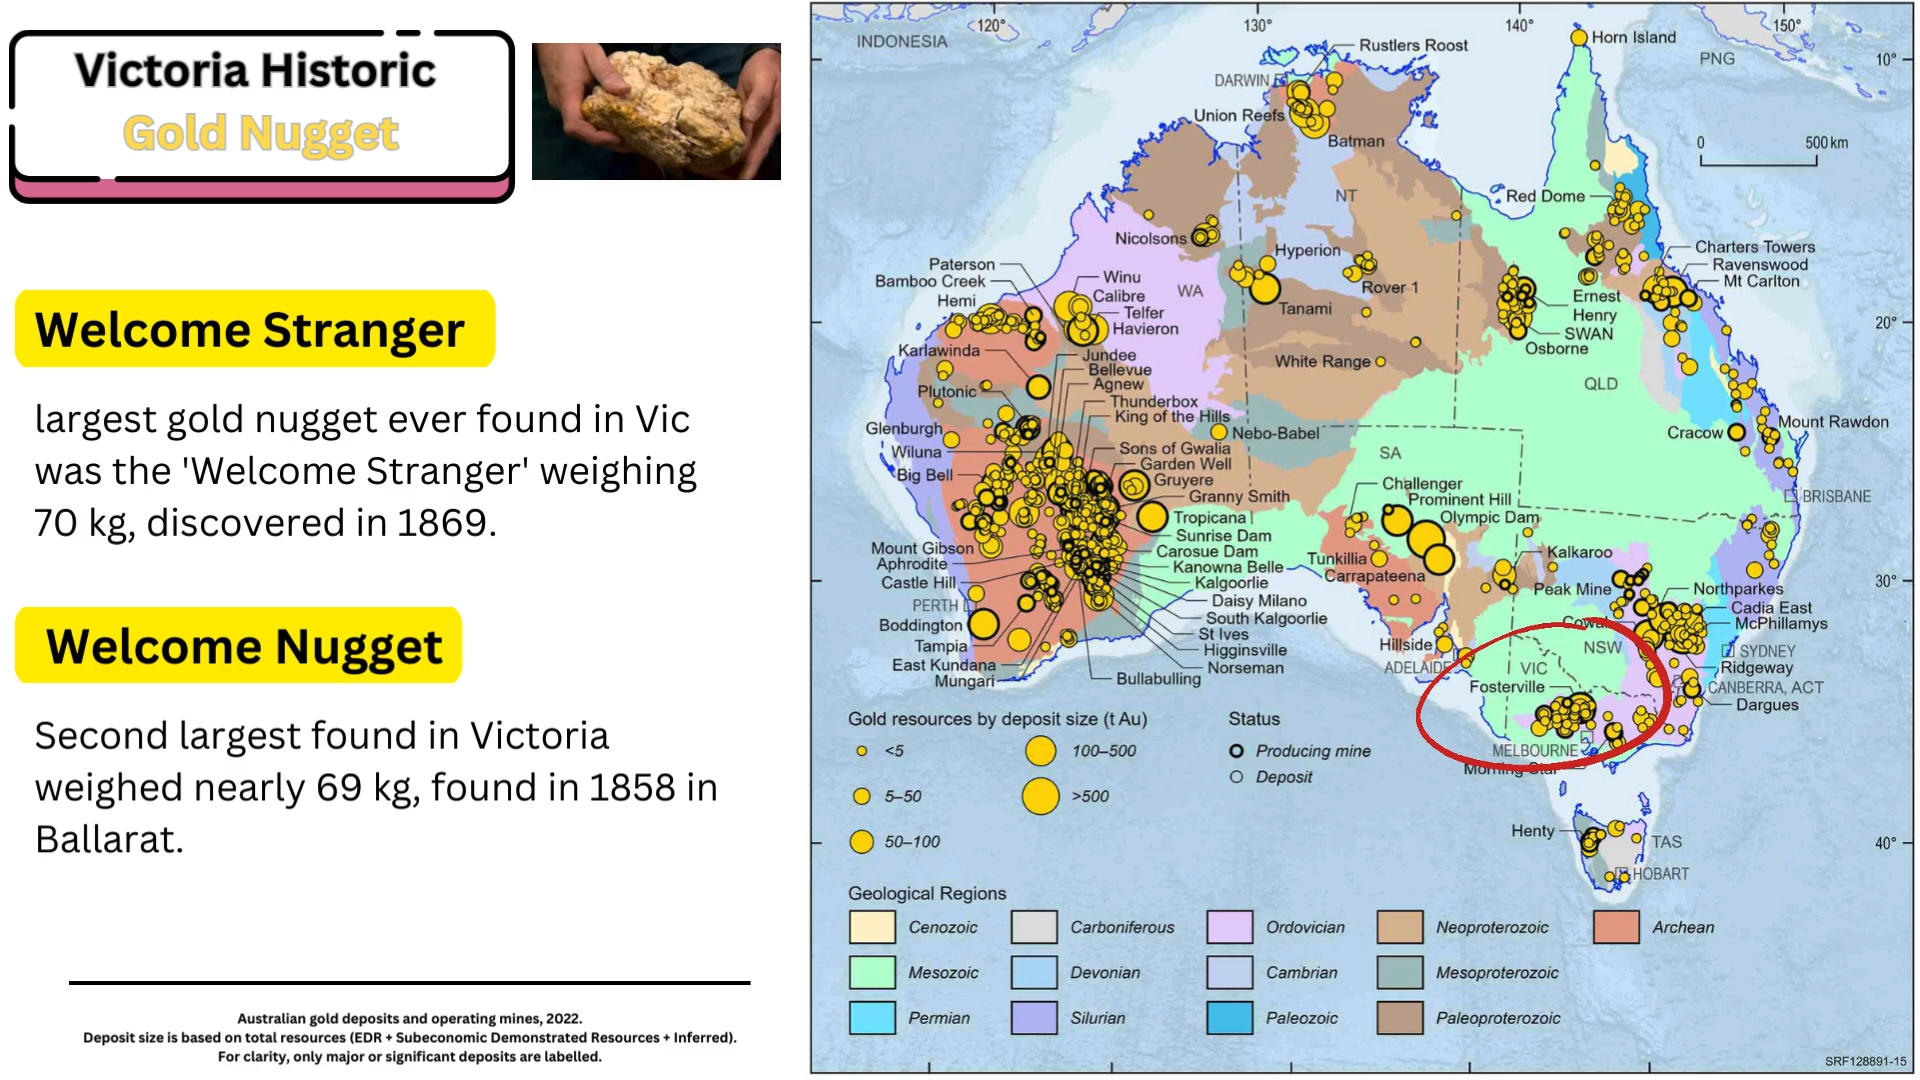 Victoria Historic
Gold Nugget
Welcome Stranger
largest gold nugget ever found in Vic
was the 'Welcome Stranger' weighing
70 kg, discovered in 1869.
Welcome Nugget
Second largest found in Victoria
weighed nearly 69 kg, found in 1858 in
Ballarat.
Australian gold deposits and operating mines, 2022.
Deposit size is based on total resources (EDR + Subeconomic Demonstrated Resources + Inferred).
For clarity, only major or significant deposits are labelled.
120°
130°
140°
150°
INDONESIA
PNG
10°
20°
30°
40°
0
500 km
Rustlers Roost
DARWIN
Union Reefs
Batman
Horn Island
NT
Red Dome
Nicolsons
Hyperion
Charters Towers
Ravenswood
Mt Carlton
Paterson
Bamboo Creek
Hemi
Winu
Calibre
Telfer
Havieron
WA
Rover 1
Tanami
Ernest
Henry
SWAN
Osborne
Karlawinda
Jundee
Bellevue
Agnew
White Range
Plutonic
Thunderbox
King of the Hills
QLD
Glenburgh
Nebo-Babel
Mount Rawdon
Cracow
Wiluna
Sons of Gwalia
SA
Big Bell
Garden Well
Gruyere
Granny Smith
Challenger
Prominent Hill
Olympic Dam
BRISBANE
Tropicana
Sunrise Dam
Mount Gibson
Carosue Dam
Aphrodite
Kanowna Belle
Tunkillia
Carrapateena
Kalkaroo
Castle Hill
Kalgoorlie
Peak Mine
Northparkes
PERTH
Daisy Milano
Cadia East
Boddington
South Kalgoorlie
Cowal
McPhillamys
St Ives
Tampia
Higginsville
Hillside
NSW
SYDNEY
East Kundana
Norseman
ADELAIDE
VIC
Ridgeway
Mungari
Bullabulling
Fosterville
CANBERRA, ACT
Dargues
MELBOURNE
Morning Star
Henty
TAS
HOBART
Gold resources by deposit size (t Au)
<5
5–50
50–100
100–500
>500
Status
Producing mine
Deposit
Geological Regions
Cenozoic
Carboniferous
Ordovician
Neoproterozoic
Archean
Mesozoic
Devonian
Cambrian
Mesoproterozoic
Permian
Silurian
Paleozoic
Paleoproterozoic
SRF128891-15